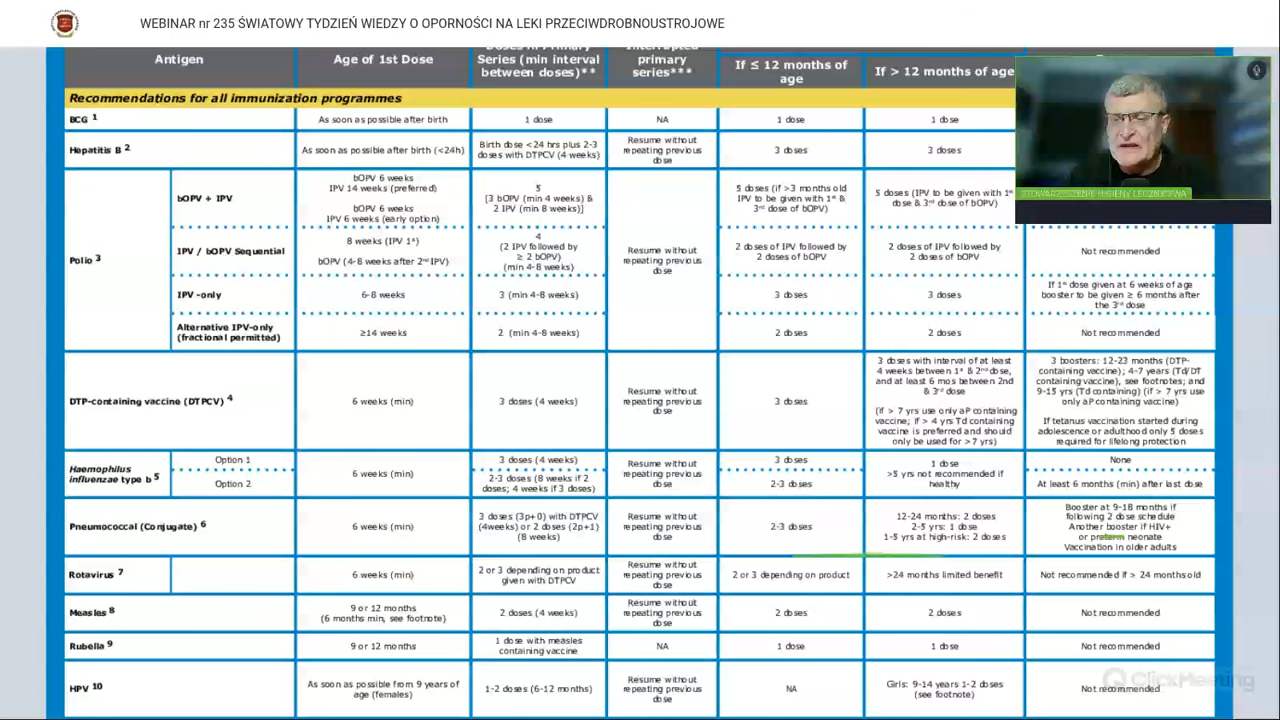 WEBINAR nr 235 ŚWIATOWY TYDZIEŃ WIEDZY O OPORNOŚCI NA LEKI PRZECIWDROBNOUSTROJOWE
Antigen
Age of 1st Dose
Doses in Primary
Series (min interval
between doses)**
Interrupted
primary
series***
If ≤ 12 months of
age
If > 12 months of age
Recommendations for all immunization programmes
BCG 1
As soon as possible after birth
1 dose
NA
1 dose
1 dose
Hepatitis B 2
As soon as possible after birth (<24h)
Birth dose <24 hrs plus 2-3
doses with DTPCV (4 weeks)
Resume without
repeating previous
dose
3 doses
3 doses
Polio 3
bOPV + IPV
bOPV 6 weeks
IPV 14 weeks (preferred)
bOPV 6 weeks
IPV 6 weeks (early option)
5
[3 bOPV (min 4 weeks) &
2 IPV (min 8 weeks)]
Resume without
repeating previous
dose
5 doses (if >3 months old
IPV to be given with 1st &
3rd dose of bOPV)
5 doses (IPV to be given with 1st
dose & 3rd dose of bOPV)
IPV / bOPV Sequential
8 weeks (IPV 1st)
bOPV (4-8 weeks after 2nd IPV)
4
(2 IPV followed by
≥ 2 bOPV)
(min 4-8 weeks)
2 doses of IPV followed by
2 doses of bOPV
2 doses of IPV followed by
2 doses of bOPV
Not recommended
IPV -only
6-8 weeks
3 (min 4-8 weeks)
3 doses
3 doses
If 1st dose given at 6 weeks of age
booster to be given ≥ 6 months after
the 3rd dose
Alternative IPV-only
(fractional permitted)
≥14 weeks
2 (min 4-8 weeks)
2 doses
2 doses
Not recommended
DTP-containing vaccine (DTPCV) 4
6 weeks (min)
3 doses (4 weeks)
Resume without
repeating previous
dose
3 doses
3 doses with interval of at least
4 weeks between 1st & 2nd dose,
and at least 6 mos between 2nd
& 3rd dose
(if > 7 yrs use only aP containing
vaccine; if > 4 yrs Td containing
vaccine is preferred and should
only be used for >7 yrs)
3 boosters: 12-23 months (DTP-
containing vaccine); 4-7 years (Td/DT
containing vaccine), see footnotes; and
9-15 yrs (Td containing) (if > 7 yrs use
only aP containing vaccine)
If tetanus vaccination started during
adolescence or adulthood only 5 doses
required for lifelong protection
Haemophilus
influenzae type b 5
Option 1
Option 2
6 weeks (min)
3 doses (4 weeks)
2-3 doses (8 weeks if 2
doses; 4 weeks if 3 doses)
Resume without
repeating previous
dose
3 doses
2-3 doses
1 dose
>5 yrs not recommended if
healthy
None
At least 6 months (min) after last dose
Pneumococcal (Conjugate) 6
6 weeks (min)
3 doses (3p+0) with DTPCV
(4weeks) or 2 doses (2p+1)
(8 weeks)
Resume without
repeating previous
dose
2-3 doses
12-24 months: 2 doses
2-5 yrs: 1 dose
1-5 yrs at high-risk: 2 doses
Booster at 9-18 months if
following 2 dose schedule
Another booster if HIV+
or preterm neonate
Vaccination in older adults
Rotavirus 7
6 weeks (min)
2 or 3 depending on product
given with DTPCV
Resume without
repeating previous
dose
2 or 3 depending on product
>24 months limited benefit
Not recommended if > 24 months old
Measles 8
9 or 12 months
(6 months min, see footnote)
2 doses (4 weeks)
Resume without
repeating previous
dose
2 doses
2 doses
Not recommended
Rubella 9
9 or 12 months
1 dose with measles
containing vaccine
NA
1 dose
1 dose
Not recommended
HPV 10
As soon as possible from 9 years of
age (females)
1-2 doses (6-12 months)
Resume without
repeating previous
dose
NA
Girls: 9-14 years 1-2 doses
(see footnote)
Not recommended
STOWARZYSZENIE HIGIENY LECZNICTWA
ClickMeeting